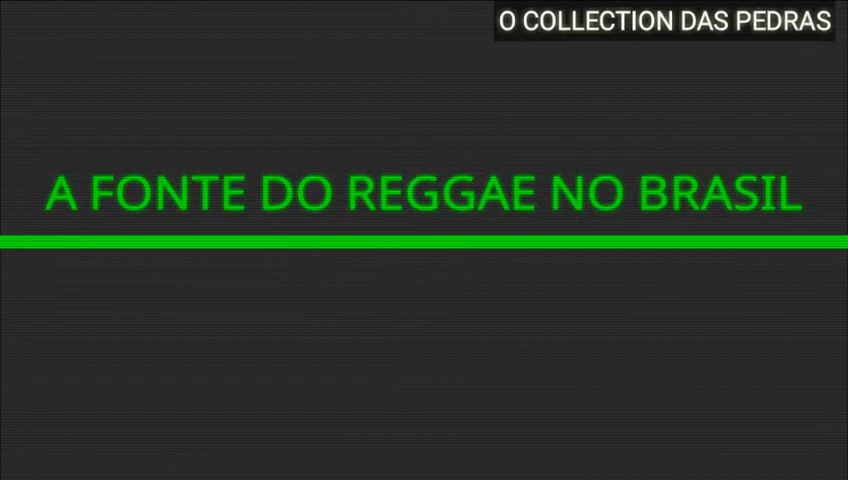 O COLLECTION DAS PEDRAS
A FONTE DO REGGAE NO BRASIL